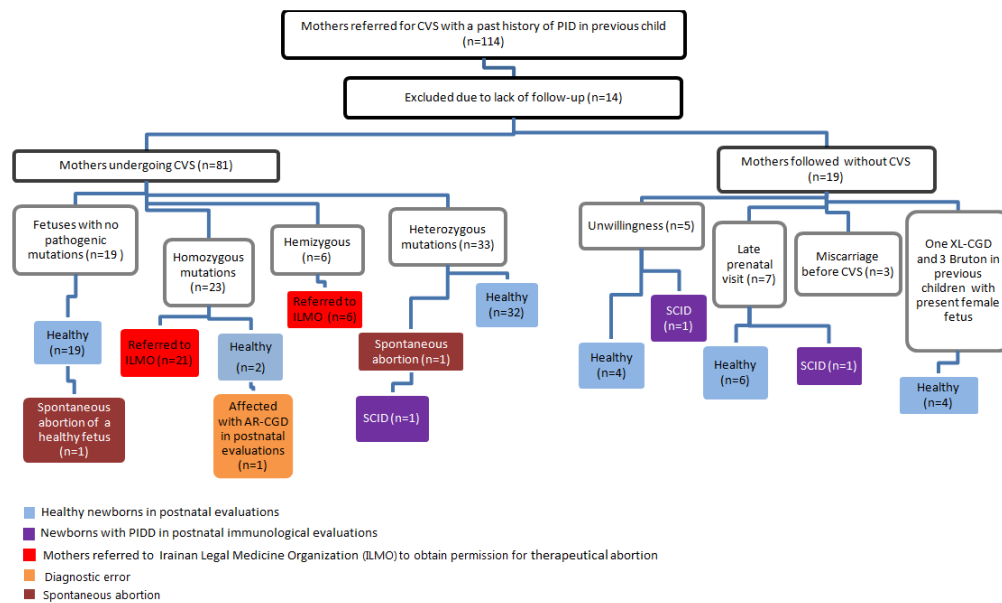 Mothers referred for CVS with a past history of PID in previous child
(n=114)
Excluded due to lack of follow-up (n=14)
Mothers undergoing CVS (n=81)
Mothers followed without CVS
(n=19)
Fetuses with no
pathogenic
mutations (n=19 )
Homozygous
mutations (n=
23)
Hemizygous
(n=6)
Heterozygous
mutations (n=33)
Unwillingness (n=5)
Late
prenatal
visit (n=7)
Miscarriage
before CVS (n=3)
One XL-CGD
and 3 Bruton in
previous
children with
present female
fetus
Healthy
(n=19)
Referred to
ILMO (n=21)
Healthy
(n=2)
Referred to
ILMO (n=6)
Spontaneous
abortion (n=1)
Healthy
(n=32)
Healthy
(n=4)
SCID
(n=1)
Healthy
(n=6)
SCID (n=1)
Healthy
(n=4)
Spontaneous
abortion of a
healthy fetus
(n=1)
Affected
with AR-CGD
in postnatal
evaluations
(n=1)
SCID (n=1)
Healthy newborns in postnatal evaluations
Newborns with PIDD in postnatal immunological evaluations
Mothers referred to Irainan Legal Medicine Organization (ILMO) to obtain permission for therapeutical abortion
Diagnostic error
Spontaneous abortion